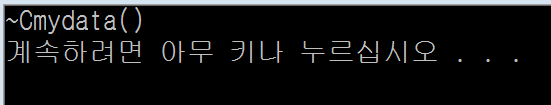 ~Cmydata()
계속하려면 아무 키나 누르십시오 . . .